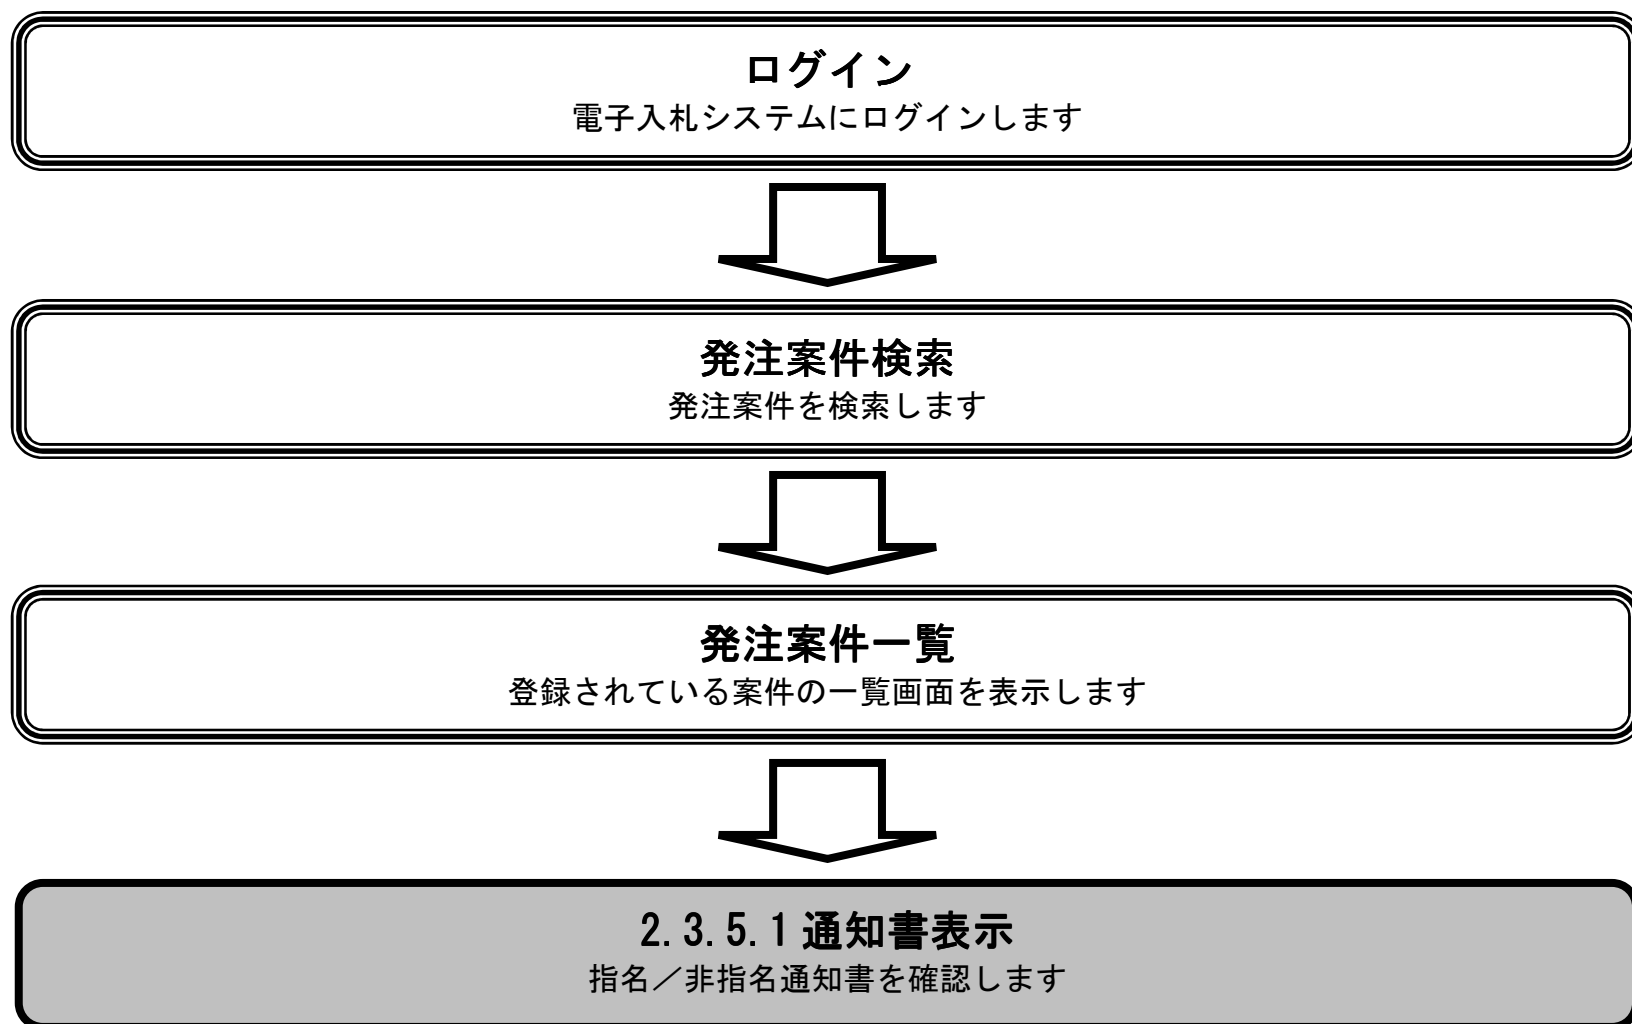 ログイン
電子入札システムにログインします
発注案件検索
発注案件を検索します
発注案件一覧
登録されている案件の一覧画面を表示します
2.3.5.1通知書表示
指名／非指名通知書を確認します